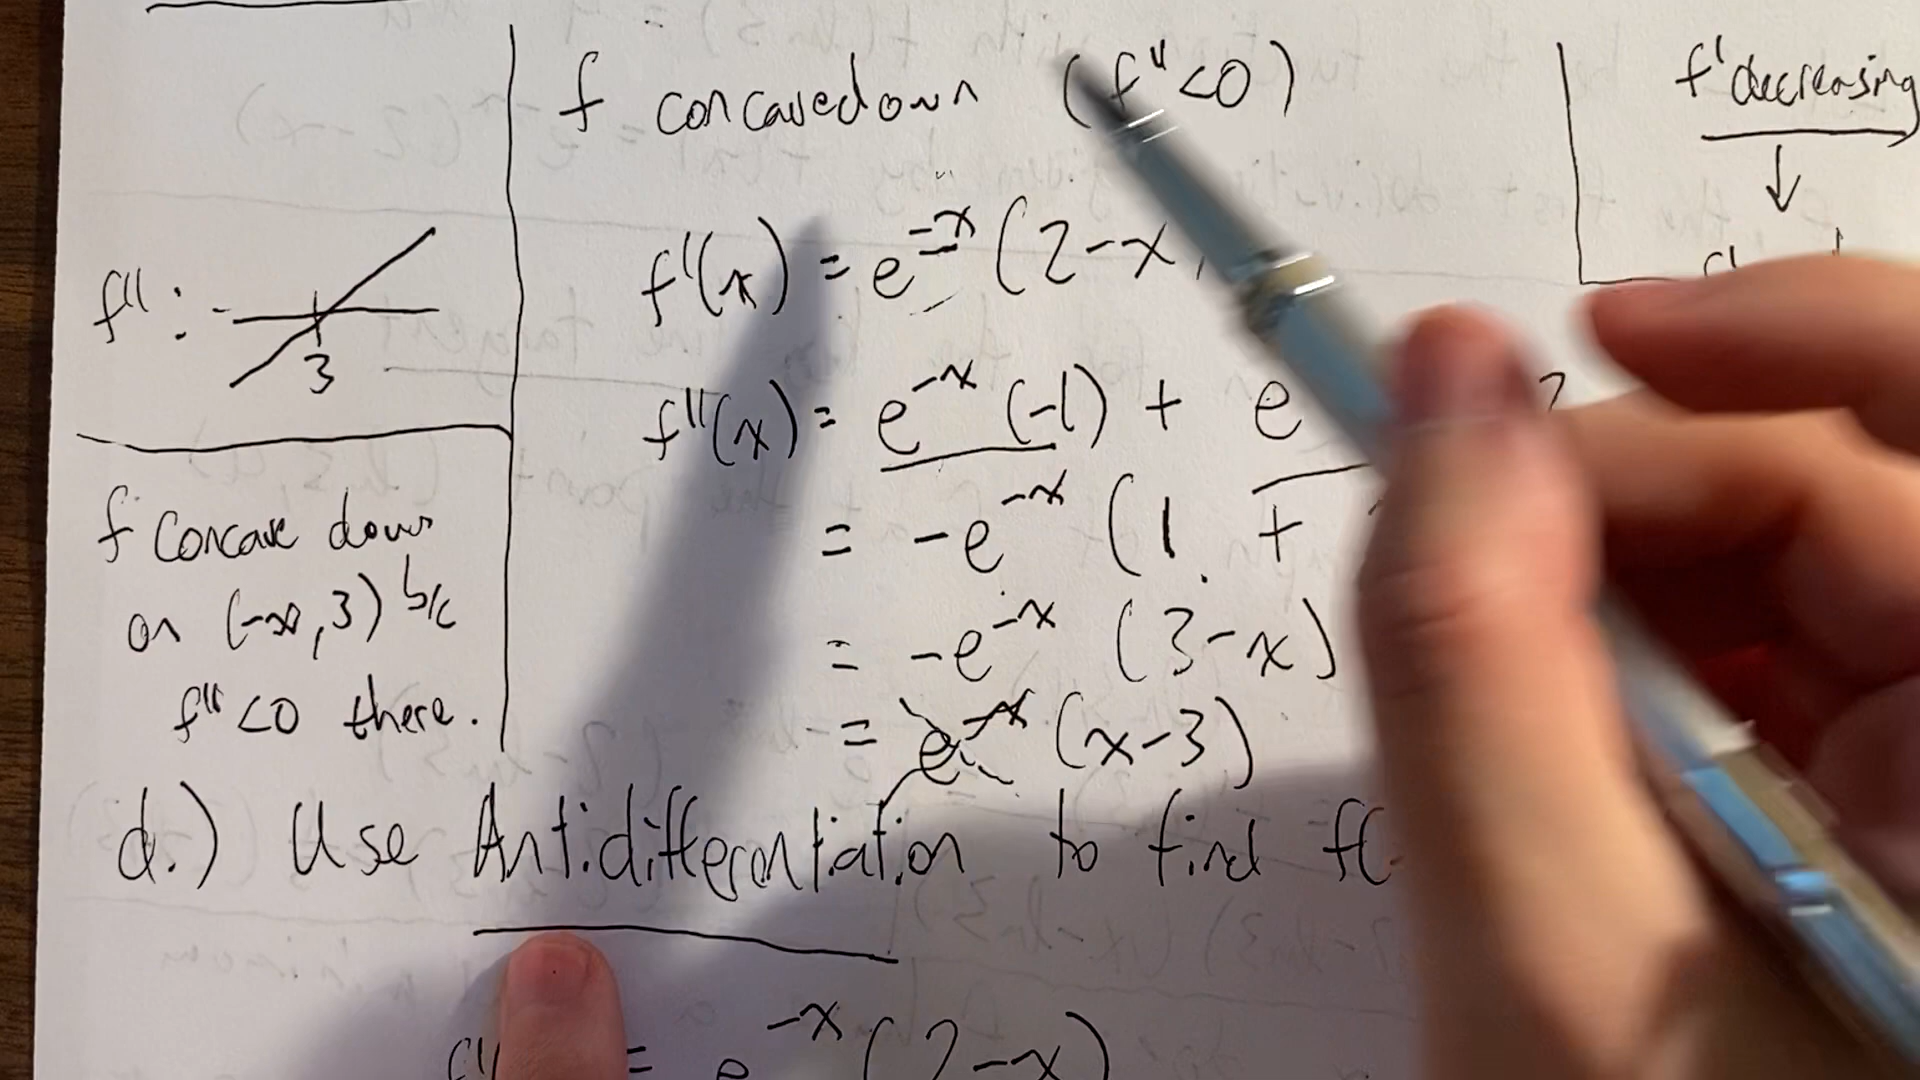 f concavedown (f'' <0)
f' decreasing
↓
f'(x) = e^-x (2-x
f'' :
3
f''(x) = e^-x (-1) + e
= -e^-x (1 +
= -e^-x (3-x)
= e^-x (x-3)
f concave down
on (-∞,3) b/c
f'' <0 there.
d.) Use Antidifferentiation to find f(
= e^-x (2-x)